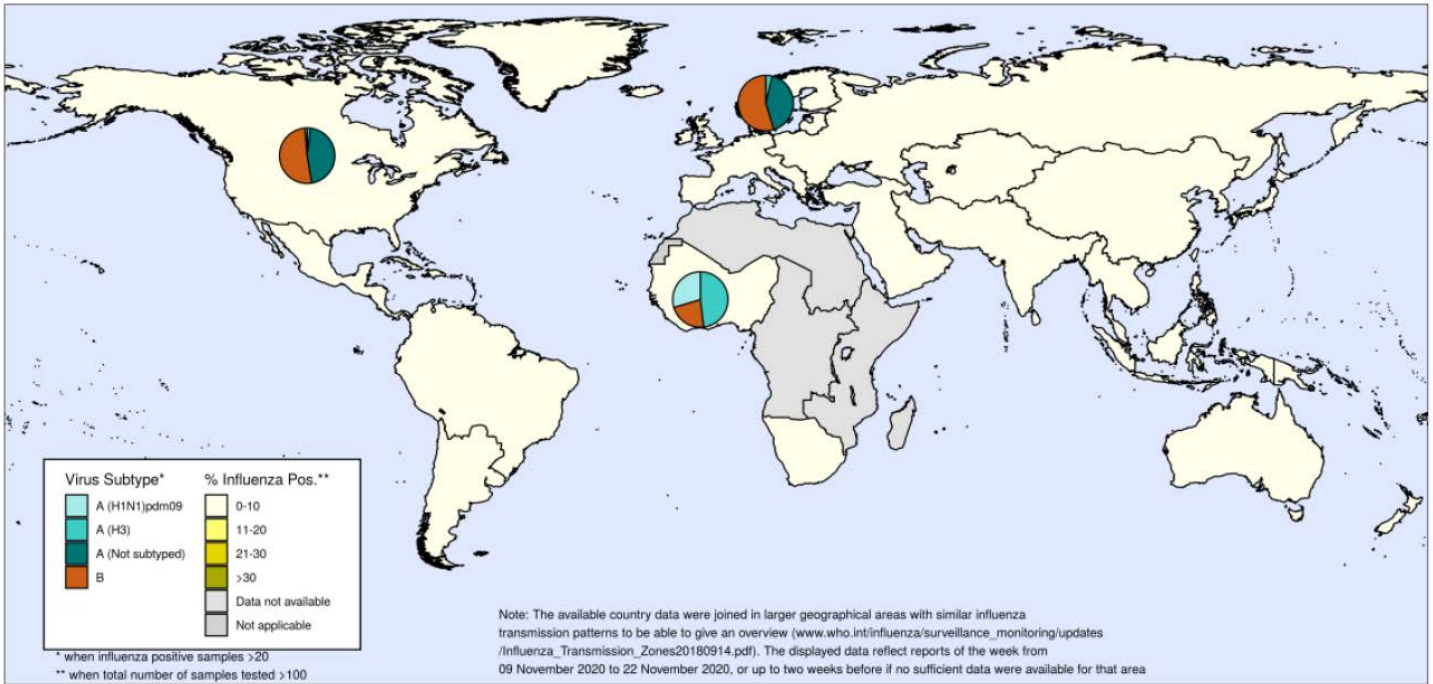 Virus Subtype*
A (H1N1)pdm09
A (H3)
A (Not subtyped)
B
% Influenza Pos.**
0-10
11-20
21-30
>30
Data not available
Not applicable
* when influenza positive samples >20
** when total number of samples tested >100
Note: The available country data were joined in larger geographical areas with similar influenza
transmission patterns to be able to give an overview (www.who.int/influenza/surveillance_monitoring/updates
/Influenza_Transmission_Zones20180914.pdf). The displayed data reflect reports of the week from
09 November 2020 to 22 November 2020, or up to two weeks before if no sufficient data were available for that area